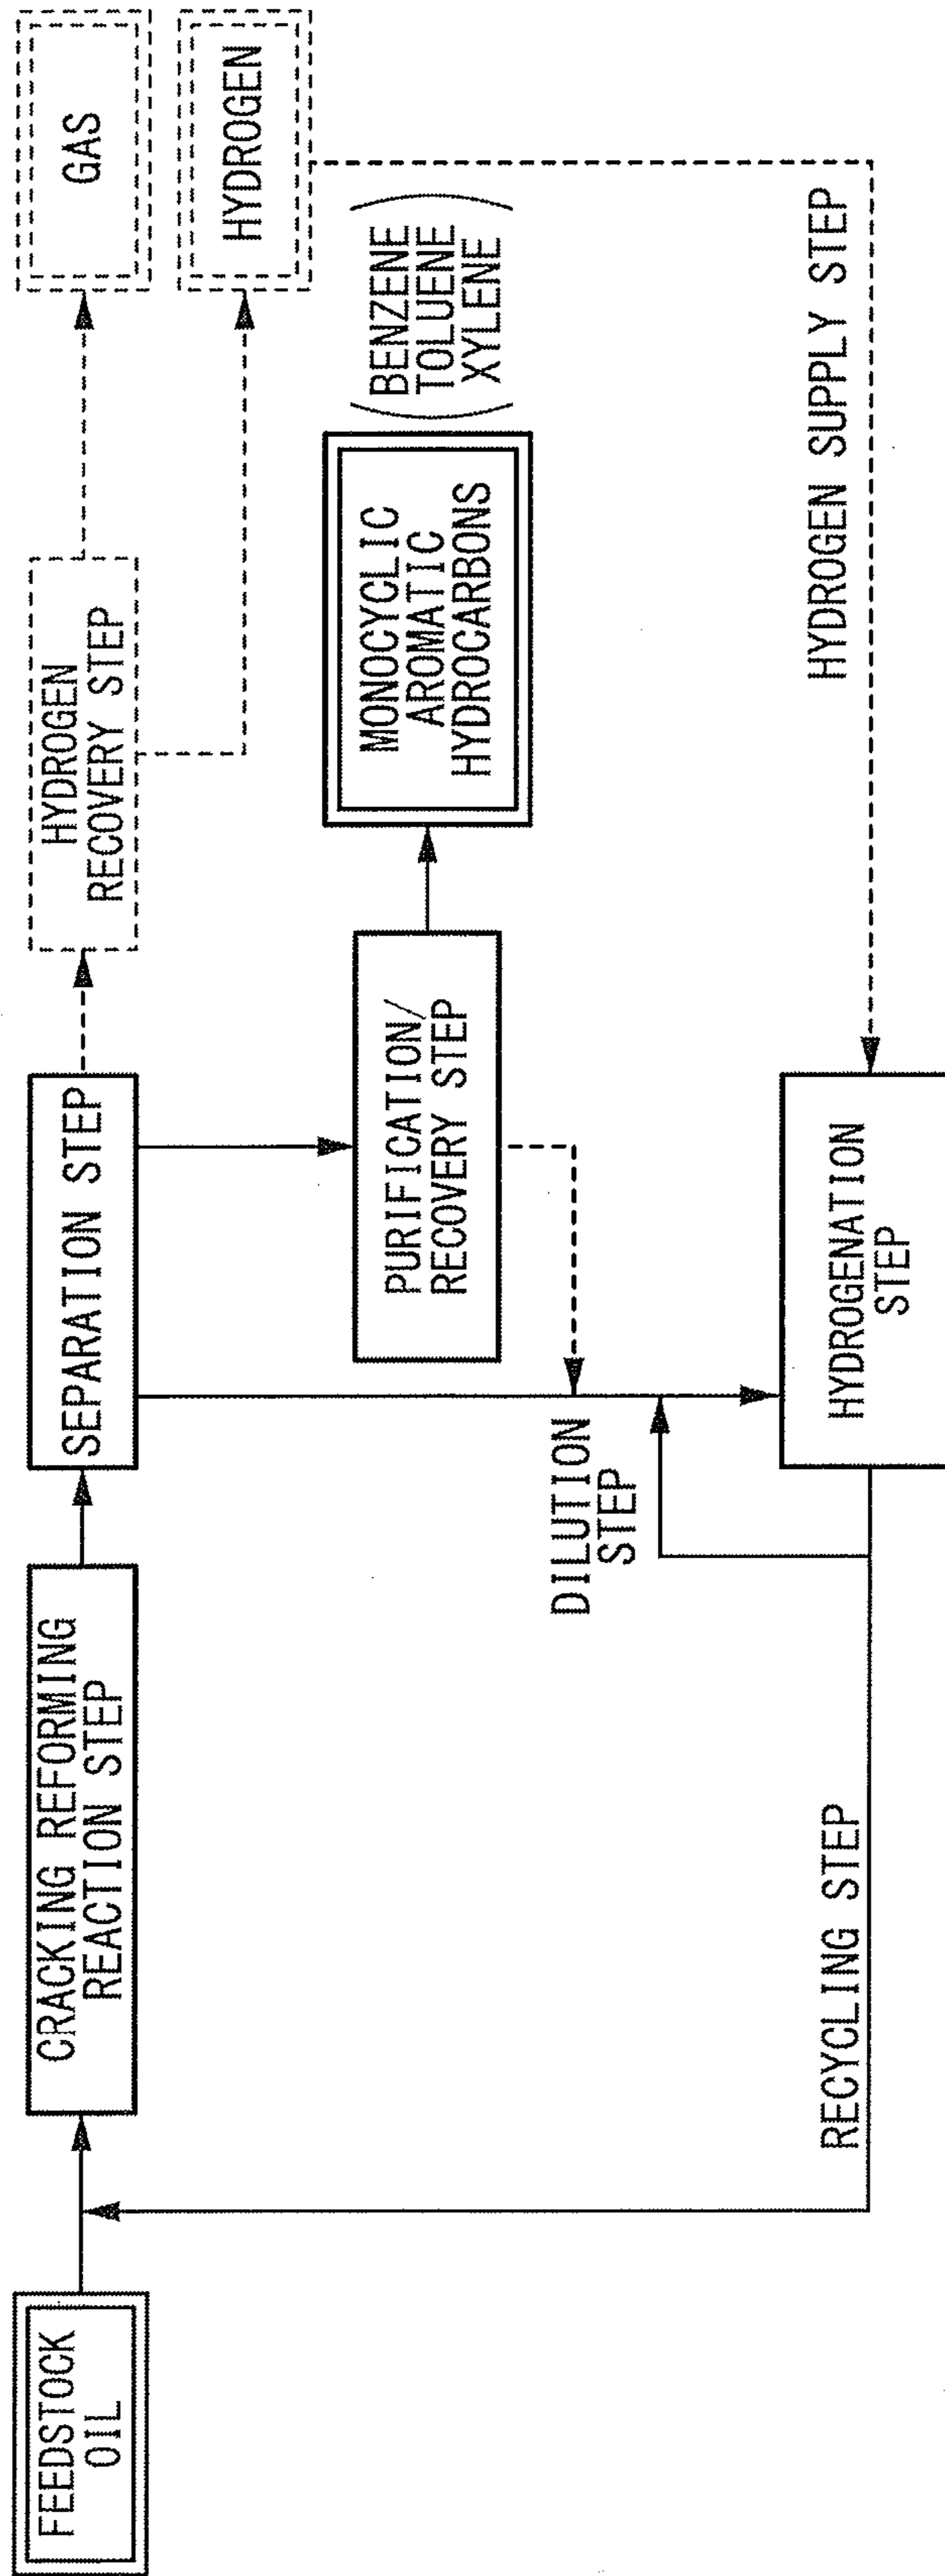 FEEDSTOCK
OIL
CRACKING REFORMING
REACTION STEP
SEPARATION STEP
HYDROGEN
RECOVERY STEP
GAS
HYDROGEN
PURIFICATION/
RECOVERY STEP
MONOCYCLIC
AROMATIC
HYDROCARBONS
(BENZENE
TOLUENE
XYLENE)
DILUTION
STEP
HYDROGENATION
STEP
HYDROGEN SUPPLY STEP
RECYCLING STEP